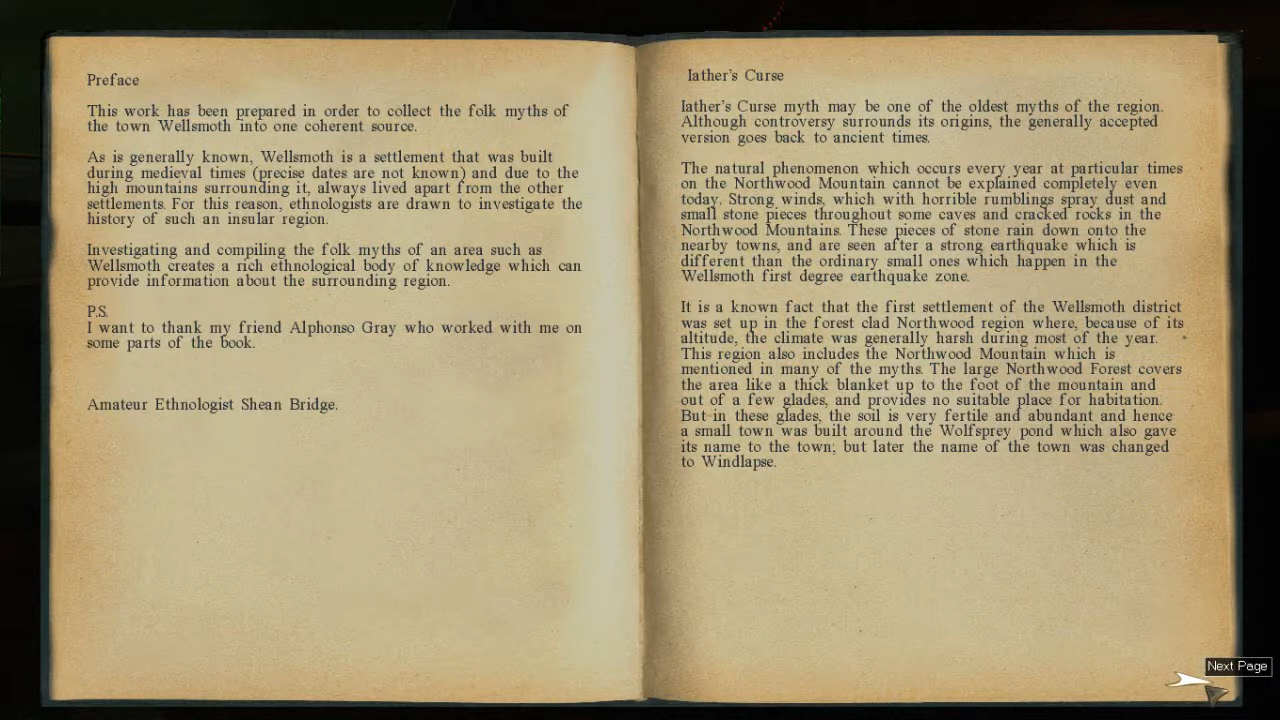 Preface
This work has been prepared in order to collect the folk myths of
the town Wellsmoth into one coherent source.
As is generally known, Wellsmoth is a settlement that was built
during medieval times (precise dates are not known) and due to the
high mountains surrounding it, always lived apart from the other
settlements. For this reason, ethnologists are drawn to investigate the
history of such an insular region.
Investigating and compiling the folk myths of an area such as
Wellsmoth creates a rich ethnological body of knowledge which can
provide information about the surrounding region.
P.S.
I want to thank my friend Alphonso Gray who worked with me on
some parts of the book.
Amateur Ethnologist Shean Bridge.
Iather's Curse
Iather's Curse myth may be one of the oldest myths of the region.
Although controversy surrounds its origins, the generally accepted
version goes back to ancient times.
The natural phenomenon which occurs every year at particular times
on the Northwood Mountain cannot be explained completely even
today. Strong winds, which with horrible rumblings spray dust and
small stone pieces throughout some caves and cracked rocks in the
Northwood Mountains. These pieces of stone rain down onto the
nearby towns, and are seen after a strong earthquake which is
different than the ordinary small ones which happen in the
Wellsmoth first degree earthquake zone.
It is a known fact that the first settlement of the Wellsmoth district
was set up in the forest clad Northwood region where, because of its
altitude, the climate was generally harsh during most of the year.
This region also includes the Northwood Mountain which is
mentioned in many of the myths. The large Northwood Forest covers
the area like a thick blanket up to the foot of the mountain and
out of a few glades, and provides no suitable place for habitation.
But in these glades, the soil is very fertile and abundant and hence
a small town was built around the Wolfsprey pond which also gave
its name to the town; but later the name of the town was changed
to Windlapse.
Next Page